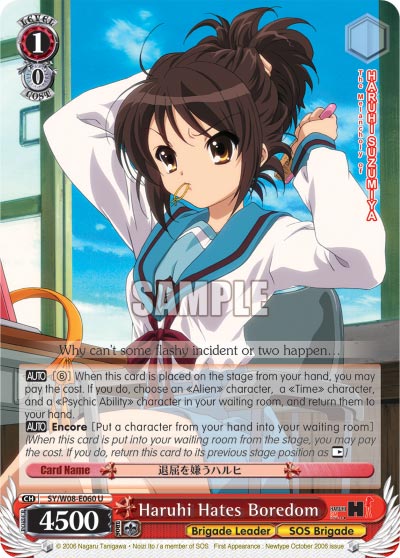 LEVEL
1
0
COST
The Melancholy of
HARUHI SUZUMIYA
SAMPLE
Why can't some flashy incident or two happen...
AUTO [①] When this card is placed on the stage from your hand, you may
pay the cost. If you do, choose an «Alien» character, a «Time» character,
and a «Psychic Ability» character in your waiting room, and return them to
your hand.
AUTO Encore [Put a character from your hand into your waiting room]
[When this card is put into your waiting room from the stage, you may
pay the cost. If you do, return this card to its previous stage position as
Card Name
退屈を嫌うハルヒ
CH SY/W08-E060 U
4500
Haruhi Hates Boredom
H
Brigade Leader
SOS Brigade
© 2006 Nagaru Tanigawa • Noizi Ito / a member of SOS First Appearance : Newtype October 2006 Issue